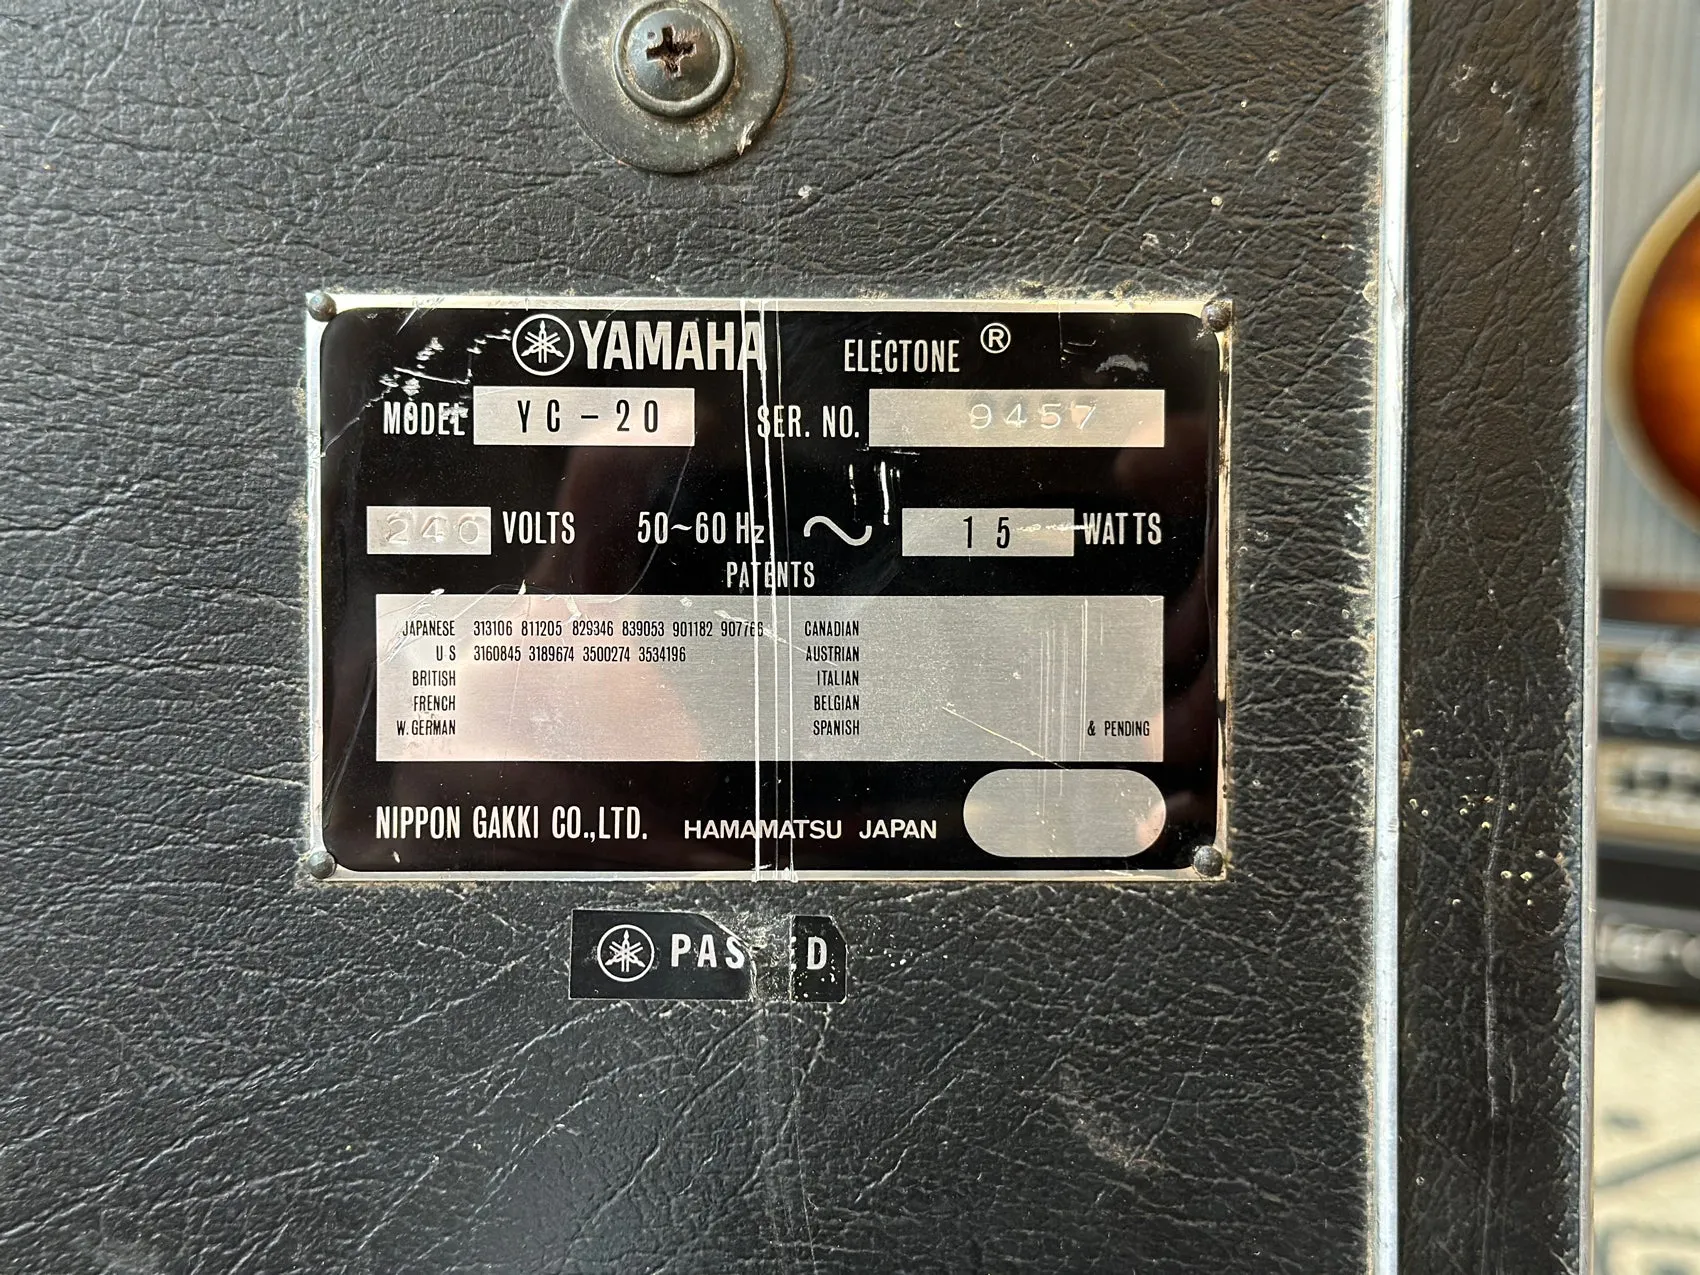 YAMAHA ELECTONE ®
MODEL YC-20 SER. NO. 9457
240 VOLTS 50~60 Hz ~ 15 WATTS
PATENTS
JAPANESE 313106 811205 829346 839053 901182 907766 CANADIAN
US 3160845 3189674 3500274 3534196 AUSTRIAN
BRITISH ITALIAN
FRENCH BELGIAN
W. GERMAN SPANISH & PENDING
NIPPON GAKKI CO.,LTD. HAMAMATSU JAPAN
PASSED